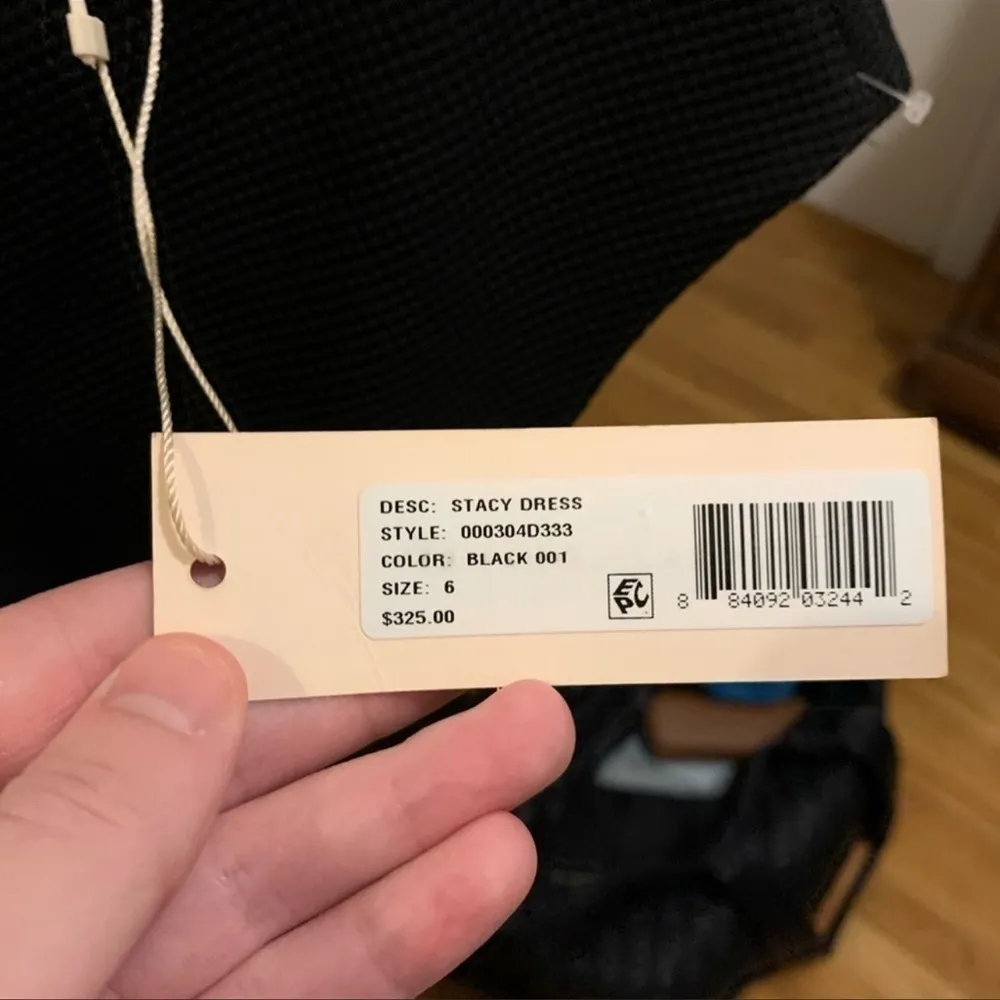 DESC: STACY DRESS
STYLE: 000304D333
COLOR: BLACK 001
SIZE: 6
$325.00
EPC
8 84092 03244 2